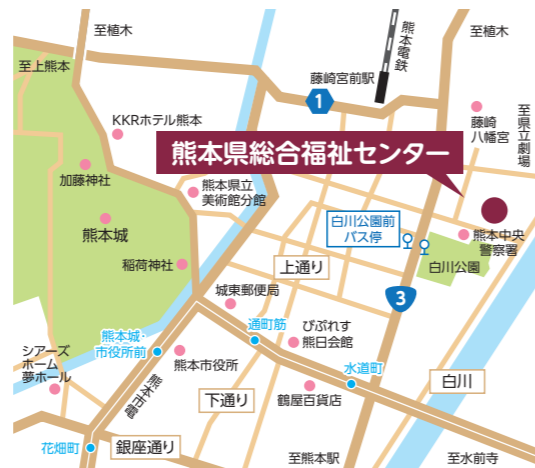 至植木
至上熊本
KKRホテル熊本
加藤神社
熊本城
稲荷神社
熊本県立
美術館分館
藤崎宮前駅
熊本電鉄
1
至植木
藤崎
八幡宮
至県立劇場
熊本県総合福祉センター
白川公園前
バス停
熊本中央
警察署
白川公園
上通り
3
城東郵便局
通町筋
びぷれす
熊日会館
水道町
白川
熊本城・
市役所前
熊本市役所
シアーズ
ホーム
夢ホール
熊本市電
下通り
鶴屋百貨店
花畑町
銀座通り
至熊本駅
至水前寺